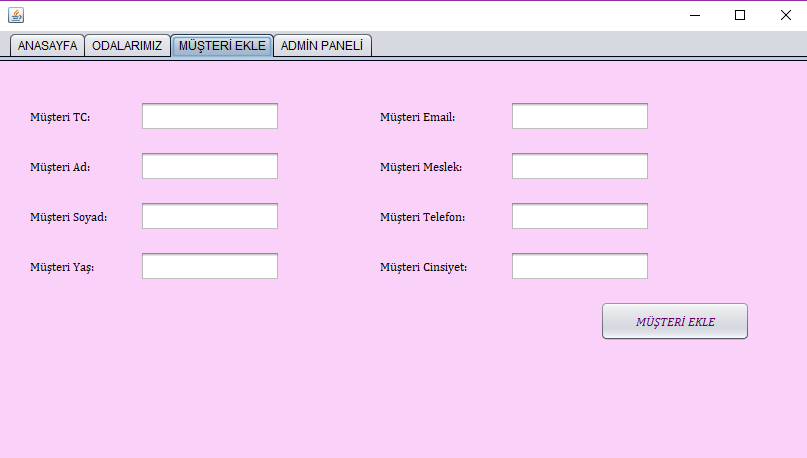 ANASAYFA ODALARIMIZ MÜŞTERİ EKLE ADMİN PANELİ
Müşteri TC: Müşteri Email:
Müşteri Ad: Müşteri Meslek:
Müşteri Soyad: Müşteri Telefon:
Müşteri Yaş: Müşteri Cinsiyet:
MÜŞTERİ EKLE